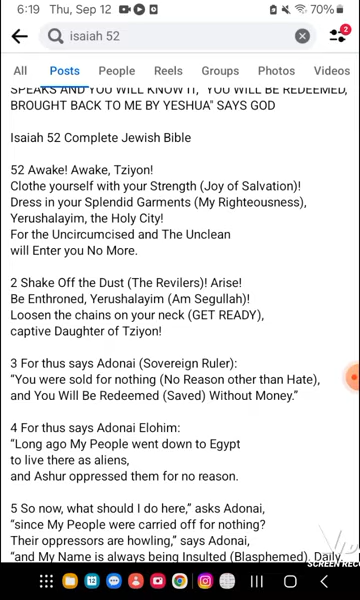 6:19 Thu, Sep 12 70%
isaiah 52
2
All Posts People Reels Groups Photos Videos
SPEAKS AND YOU WILL KNOW IT, "YOU WILL BE REDEEMED,
BROUGHT BACK TO ME BY YESHUA" SAYS GOD
Isaiah 52 Complete Jewish Bible
52 Awake! Awake, Tziyon!
Clothe yourself with your Strength (Joy of Salvation)!
Dress in your Splendid Garments (My Righteousness),
Yerushalayim, the Holy City!
For the Uncircumcised and The Unclean
will Enter you No More.
2 Shake Off the Dust (The Revilers)! Arise!
Be Enthroned, Yerushalayim (Am Segullah)!
Loosen the chains on your neck (GET READY),
captive Daughter of Tziyon!
3 For thus says Adonai (Sovereign Ruler):
“You were sold for nothing (No Reason other than Hate),
and You Will Be Redeemed (Saved) Without Money.”
4 For thus says Adonai Elohim:
“Long ago My People went down to Egypt
to live there as aliens,
and Ashur oppressed them for no reason.
5 So now, what should I do here,” asks Adonai,
“since My People were carried off for nothing?
Their oppressors are howling,” says Adonai,
“and My Name is always being Insulted (Blasphemed), Daily
SCREEN REC
12